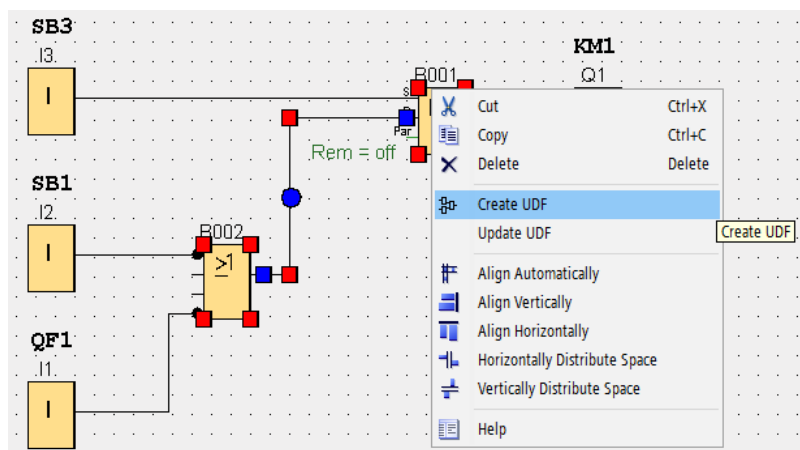 SB3
I3
I
KM1
Q1
B001
S
R
Par
Rem = off
SB1
I2
I
B002
≥1
QF1
I1
I
Cut Ctrl+X
Copy Ctrl+C
Delete Delete
Create UDF
Update UDF
Create UDF
Align Automatically
Align Vertically
Align Horizontally
Horizontally Distribute Space
Vertically Distribute Space
Help